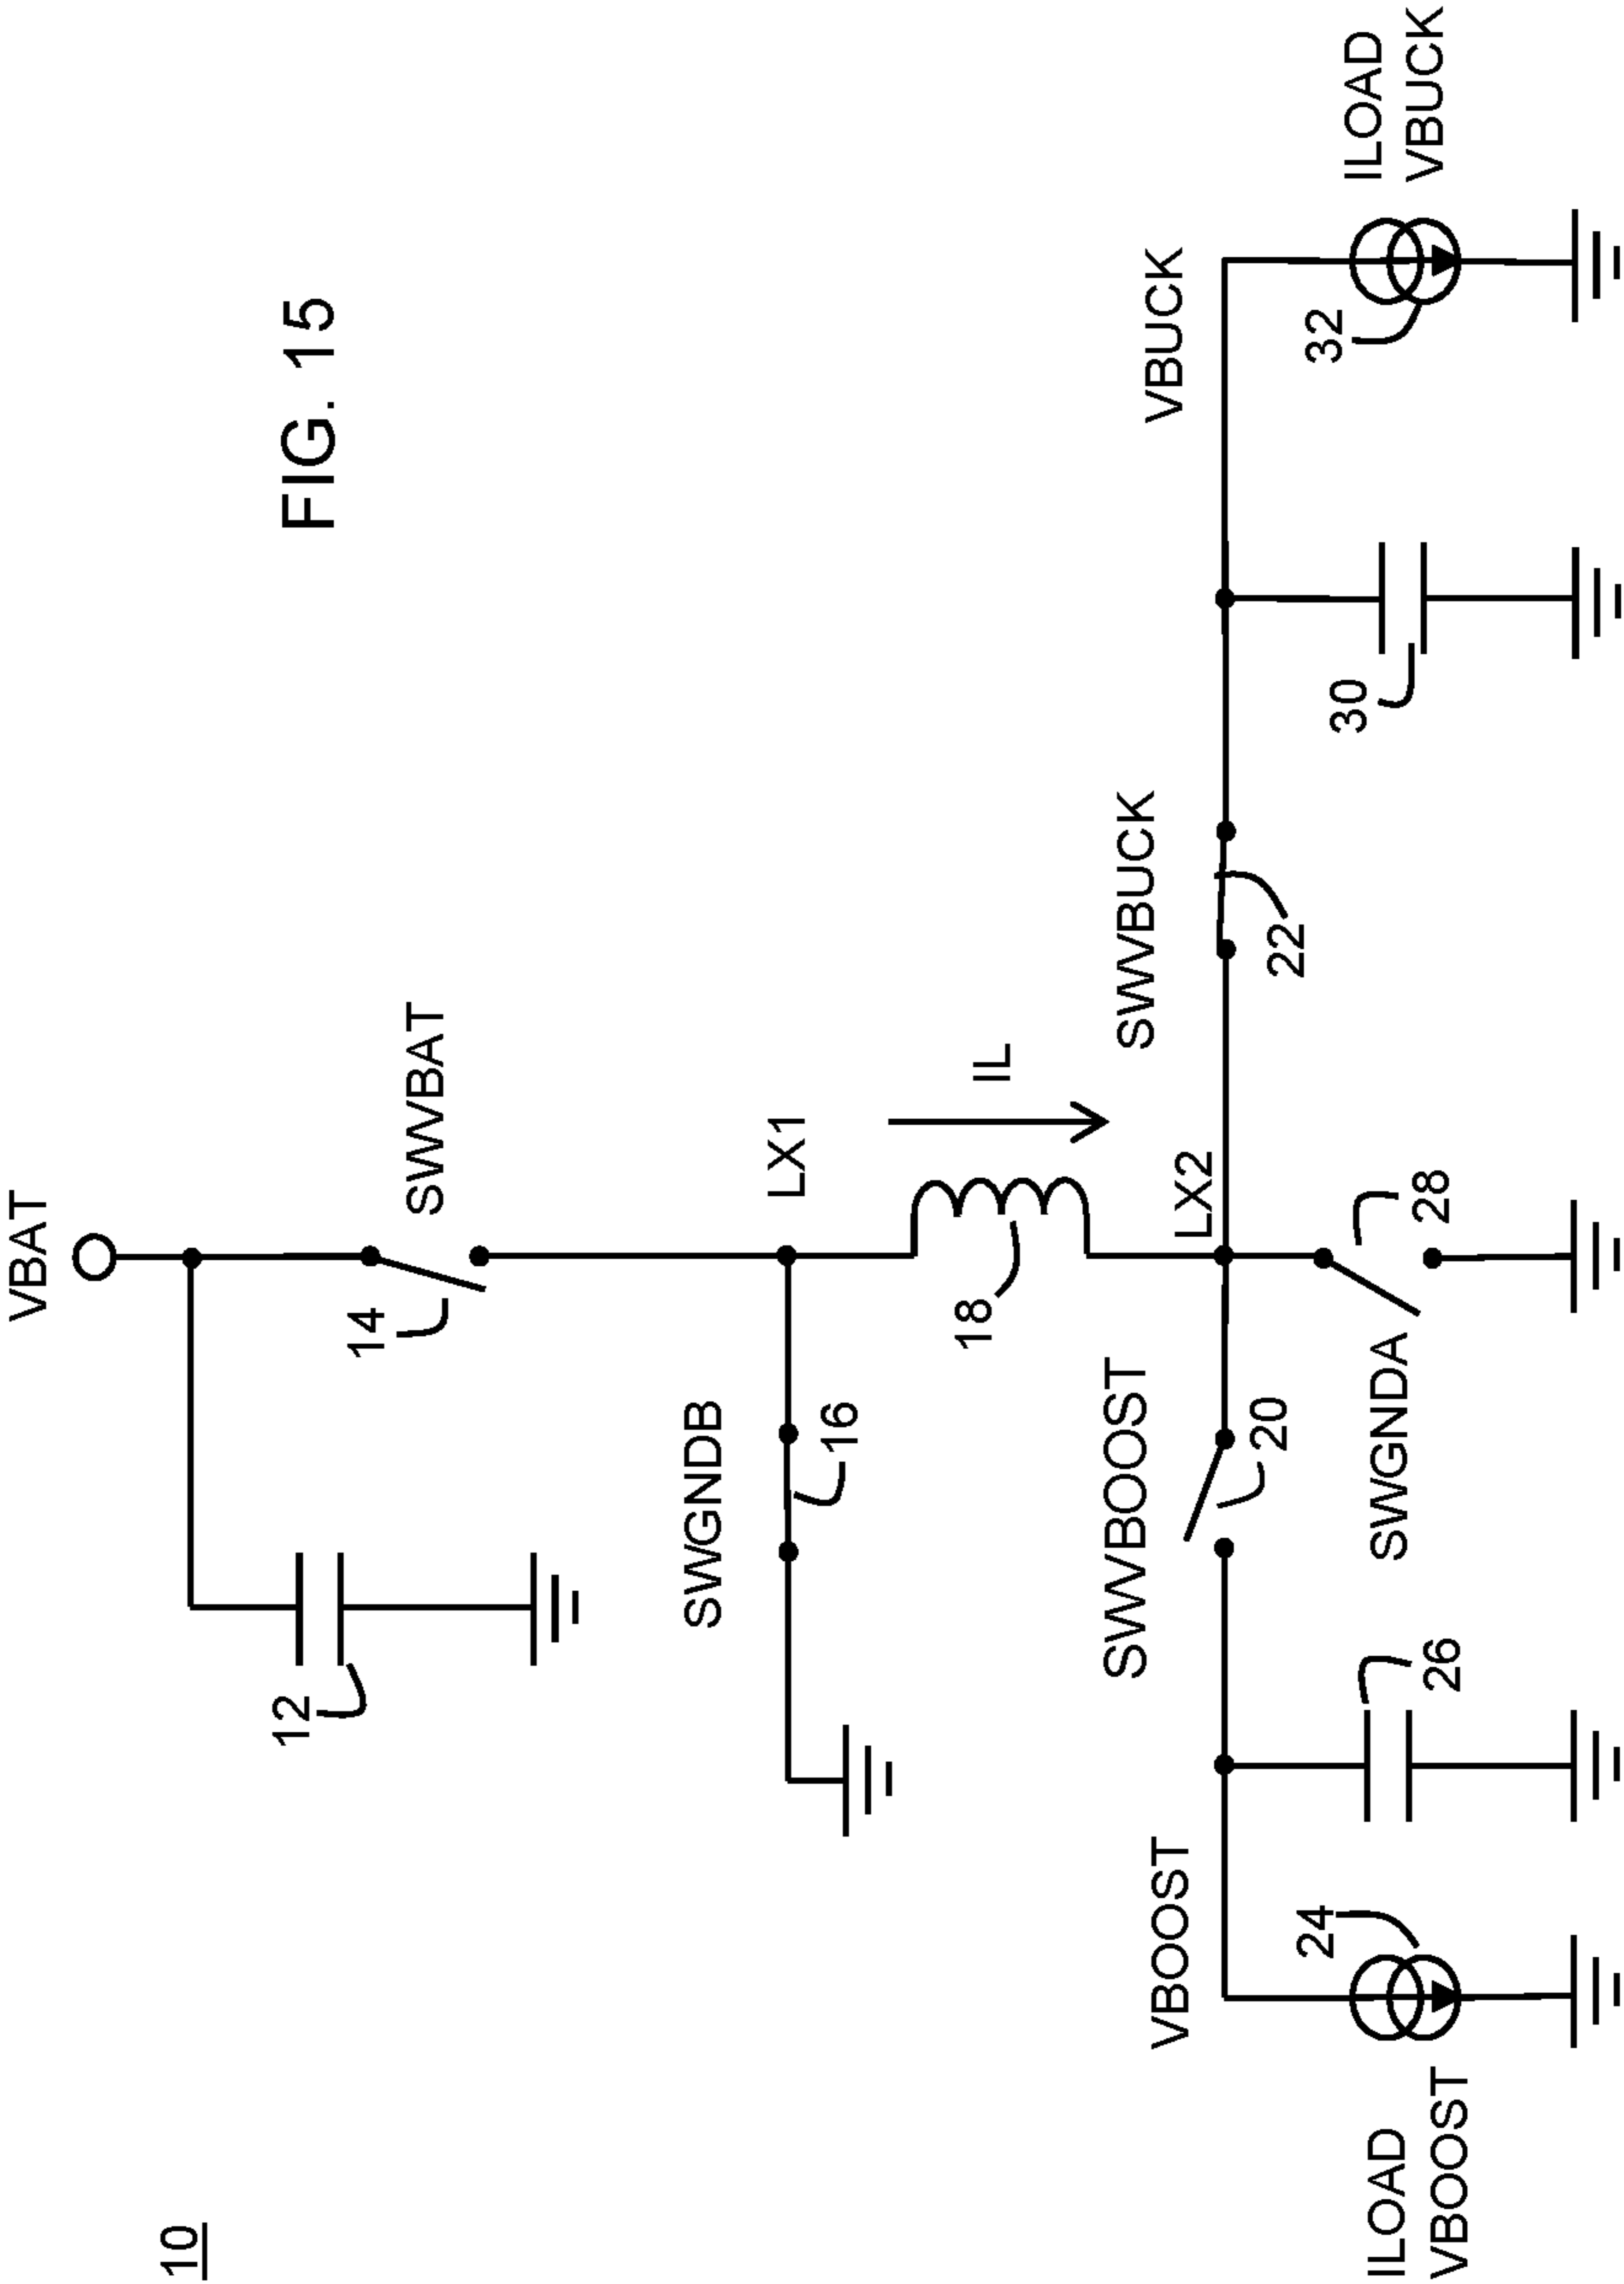 10
FIG. 15
VBAT
12
14
SWVBAT
SWGNDB
16
LX1
18
IL
SWVBOOST
20
LX2
SWVBUCK
22
VBOOST
VBUCK
24
26
SWGNDA
28
30
32
ILOAD
VBOOST
ILOAD
VBUCK